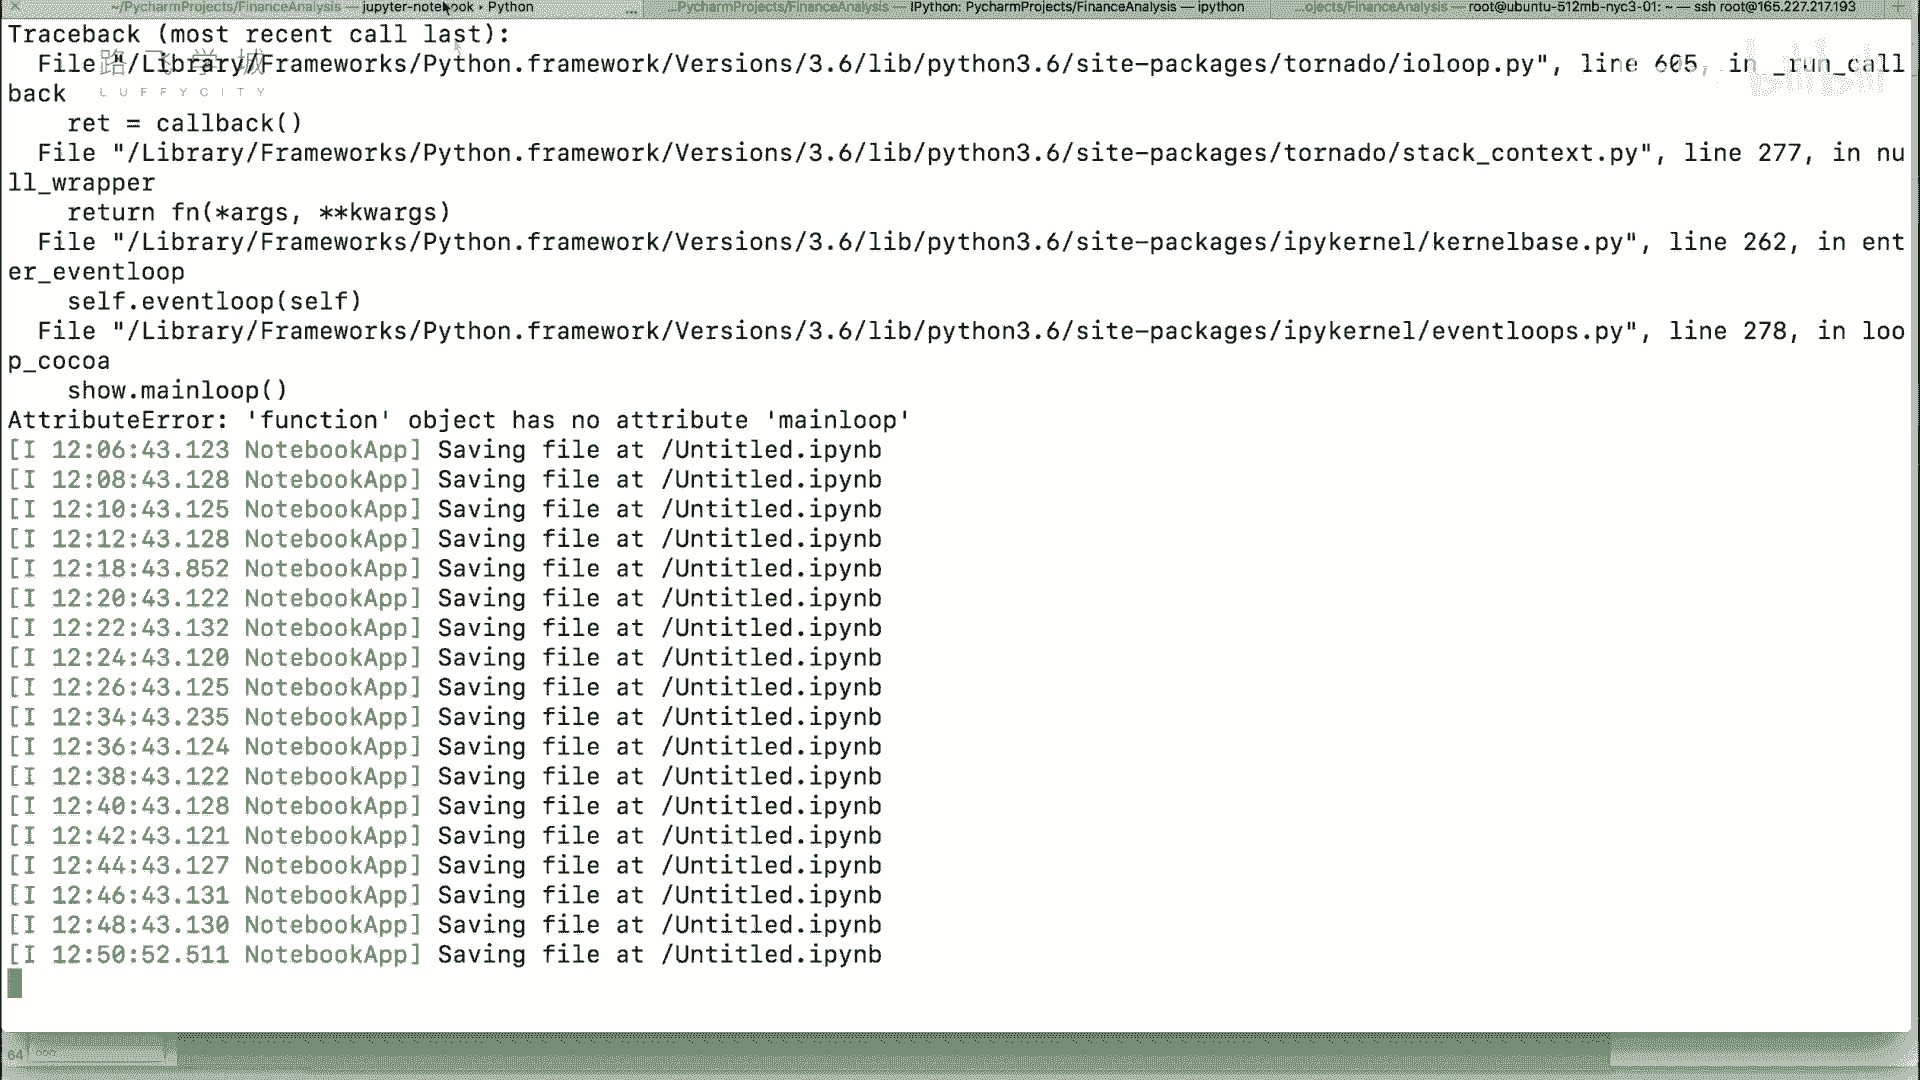 ~/PycharmProjects/FinanceAnalysis — jupyter-notebook ▸ Python ... ...PycharmProjects/FinanceAnalysis — IPython: PycharmProjects/FinanceAnalysis — ipython ...ojects/FinanceAnalysis — root@ubuntu-512mb-nyc3-01: ~ — ssh root@165.227.217.193
Traceback (most recent call last):
路飞学城
LUFFYCITY
bilibili
  File "/Library/Frameworks/Python.framework/Versions/3.6/lib/python3.6/site-packages/tornado/ioloop.py", line 605, in _run_call
back
    ret = callback()
  File "/Library/Frameworks/Python.framework/Versions/3.6/lib/python3.6/site-packages/tornado/stack_context.py", line 277, in nu
ll_wrapper
    return fn(*args, **kwargs)
  File "/Library/Frameworks/Python.framework/Versions/3.6/lib/python3.6/site-packages/ipykernel/kernelbase.py", line 262, in ent
er_eventloop
    self.eventloop(self)
  File "/Library/Frameworks/Python.framework/Versions/3.6/lib/python3.6/site-packages/ipykernel/eventloops.py", line 278, in loo
p_cocoa
    show.mainloop()
AttributeError: 'function' object has no attribute 'mainloop'
[I 12:06:43.123 NotebookApp] Saving file at /Untitled.ipynb
[I 12:08:43.128 NotebookApp] Saving file at /Untitled.ipynb
[I 12:10:43.125 NotebookApp] Saving file at /Untitled.ipynb
[I 12:12:43.128 NotebookApp] Saving file at /Untitled.ipynb
[I 12:18:43.852 NotebookApp] Saving file at /Untitled.ipynb
[I 12:20:43.122 NotebookApp] Saving file at /Untitled.ipynb
[I 12:22:43.132 NotebookApp] Saving file at /Untitled.ipynb
[I 12:24:43.120 NotebookApp] Saving file at /Untitled.ipynb
[I 12:26:43.125 NotebookApp] Saving file at /Untitled.ipynb
[I 12:34:43.235 NotebookApp] Saving file at /Untitled.ipynb
[I 12:36:43.124 NotebookApp] Saving file at /Untitled.ipynb
[I 12:38:43.122 NotebookApp] Saving file at /Untitled.ipynb
[I 12:40:43.128 NotebookApp] Saving file at /Untitled.ipynb
[I 12:42:43.121 NotebookApp] Saving file at /Untitled.ipynb
[I 12:44:43.127 NotebookApp] Saving file at /Untitled.ipynb
[I 12:46:43.131 NotebookApp] Saving file at /Untitled.ipynb
[I 12:48:43.130 NotebookApp] Saving file at /Untitled.ipynb
[I 12:50:52.511 NotebookApp] Saving file at /Untitled.ipynb
64